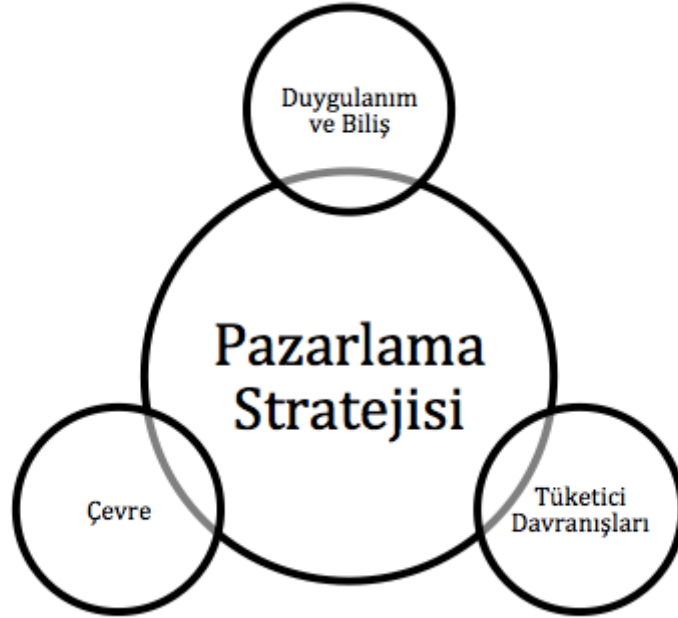 Duygulanım
ve Biliş
Pazarlama
Stratejisi
Çevre
Tüketici
Davranışları